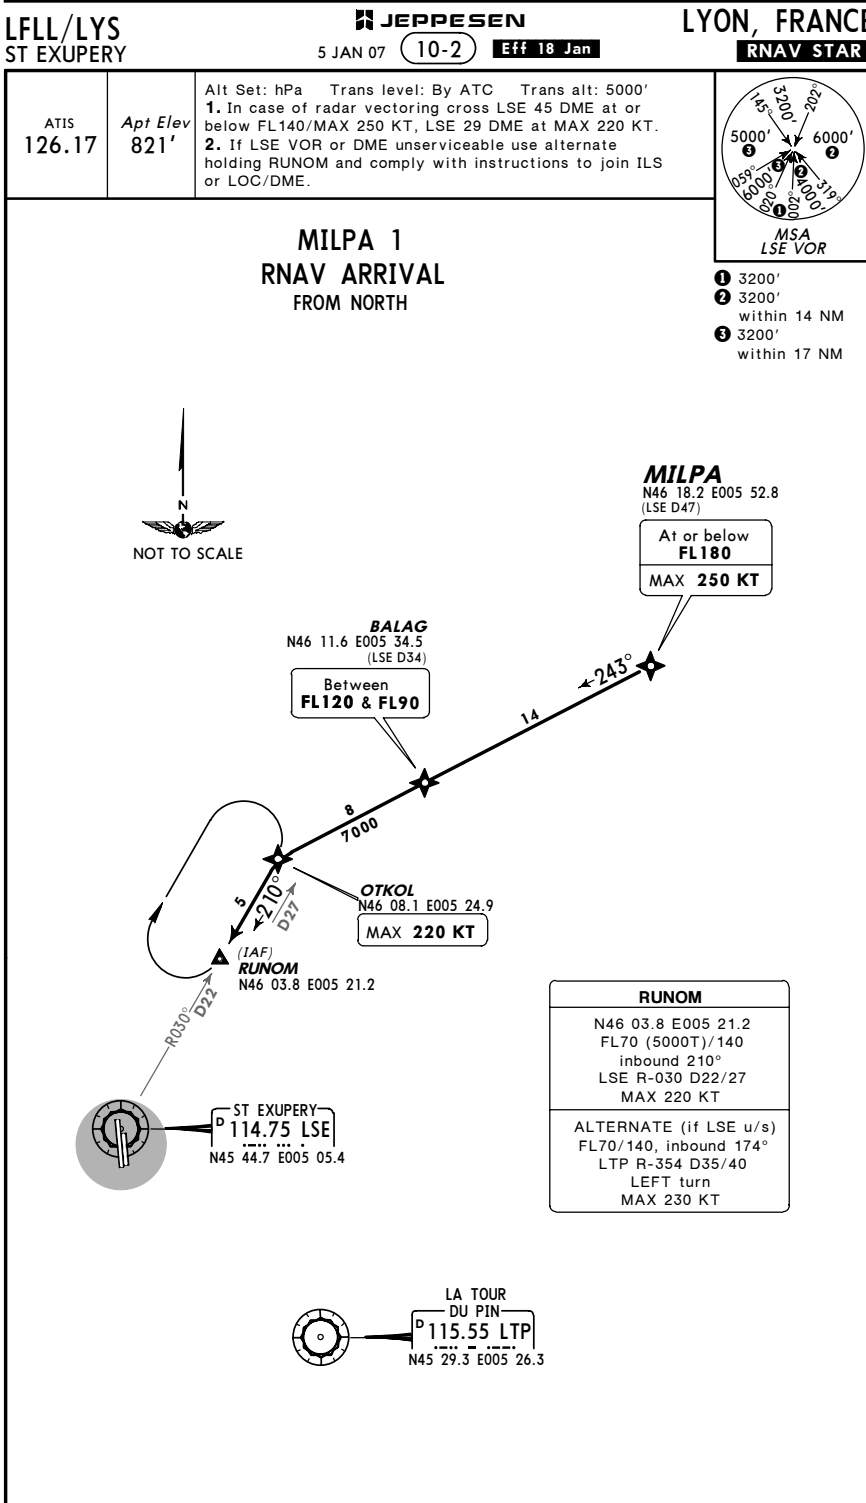 LFLL/LYS
ST EXUPERY
JEPPESEN
5 JAN 07 10-2 Eff 18 Jan
LYON, FRANCE
RNAV STAR
ATIS
126.17
Apt Elev
821'
Alt Set: hPa Trans level: By ATC Trans alt: 5000'
1. In case of radar vectoring cross LSE 45 DME at or
below FL140/MAX 250 KT, LSE 29 DME at MAX 220 KT.
2. If LSE VOR or DME unserviceable use alternate
holding RUNOM and comply with instructions to join ILS
or LOC/DME.
145°
3200'
202°
5000'
3
6000'
2
059°
6000'
3
020°
1
002°
2
4000'
319°
MSA
LSE VOR
1 3200'
2 3200'
within 14 NM
3 3200'
within 17 NM
MILPA 1
RNAV ARRIVAL
FROM NORTH
N
NOT TO SCALE
MILPA
N46 18.2 E005 52.8
(LSE D47)
At or below
FL180
MAX 250 KT
243°
14
BALAG
N46 11.6 E005 34.5
(LSE D34)
Between
FL120 & FL90
8
7000
OTKOL
N46 08.1 E005 24.9
MAX 220 KT
5
210°
D27
(IAF)
RUNOM
N46 03.8 E005 21.2
R030°
D22
RUNOM
N46 03.8 E005 21.2
FL70 (5000T)/140
inbound 210°
LSE R-030 D22/27
MAX 220 KT
ALTERNATE (if LSE u/s)
FL70/140, inbound 174°
LTP R-354 D35/40
LEFT turn
MAX 230 KT
ST EXUPERY
D 114.75 LSE
N45 44.7 E005 05.4
LA TOUR
DU PIN
D 115.55 LTP
N45 29.3 E005 26.3